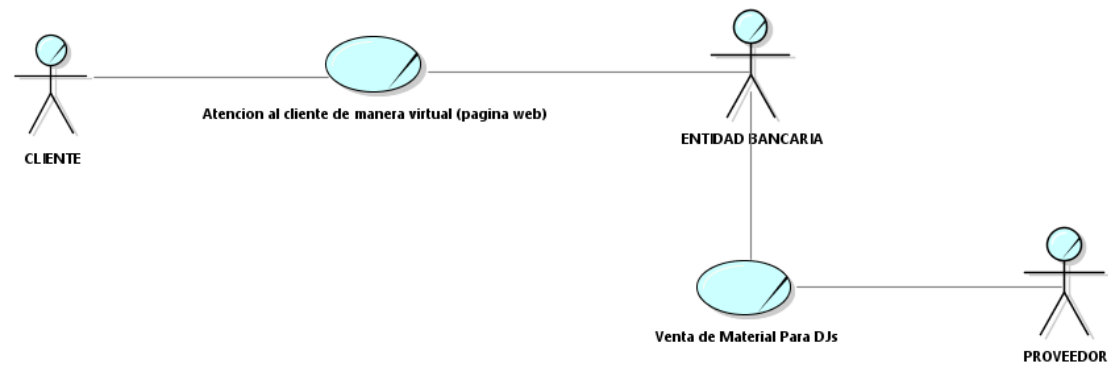 Atencion al cliente de manera virtual (pagina web)
CLIENTE
ENTIDAD BANCARIA
Venta de Material Para DJs
PROVEEDOR